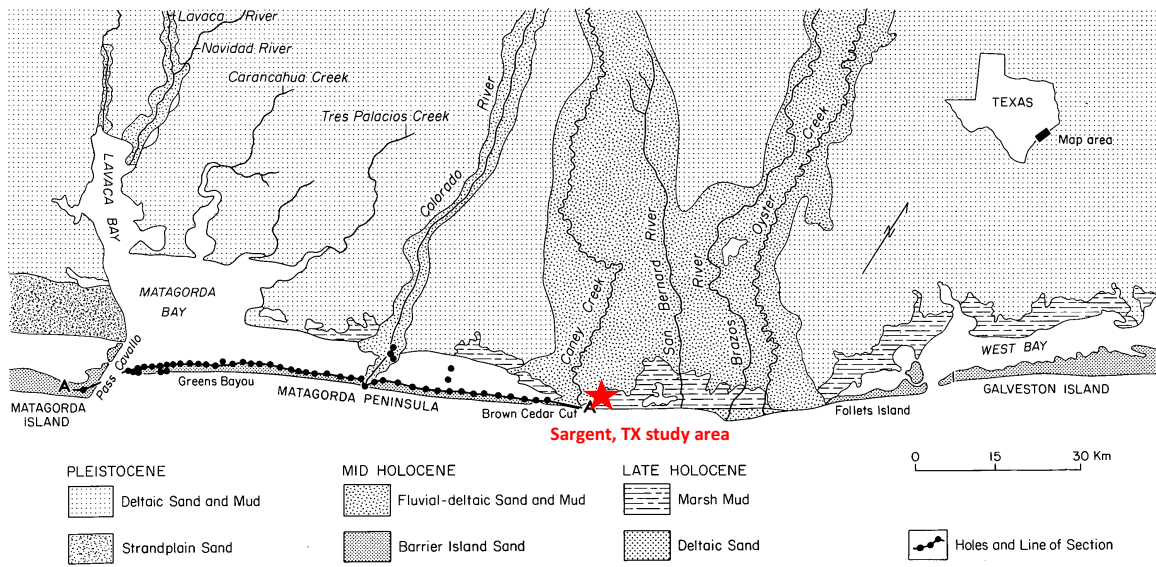 Lavaca River
Navidad River
Carancahua Creek
Tres Palacios Creek
LAVACA BAY
Colorado River
MATAGORDA
BAY
Caney Creek
San Bernard River
Brazos River
Oyster Creek
TEXAS
Map area
N
WEST BAY
GALVESTON ISLAND
Follets Island
Pass Cavallo
A
MATAGORDA
ISLAND
Greens Bayou
MATAGORDA PENINSULA
Brown Cedar Cut
A'
Sargent, TX study area
0 15 30 Km
PLEISTOCENE
Deltaic Sand and Mud
Strandplain Sand
MID HOLOCENE
Fluvial-deltaic Sand and Mud
Barrier Island Sand
LATE HOLOCENE
Marsh Mud
Deltaic Sand
Holes and Line of Section